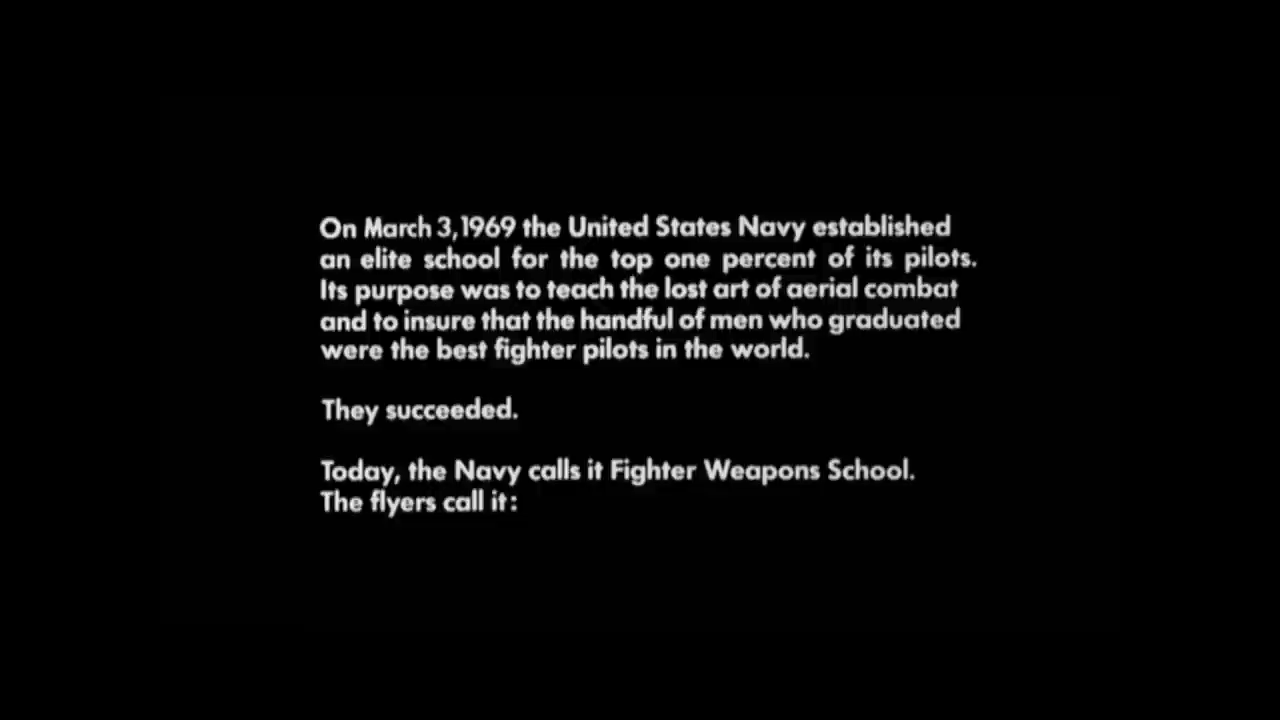 On March 3, 1969 the United States Navy established
an elite school for the top one percent of its pilots.
Its purpose was to teach the lost art of aerial combat
and to insure that the handful of men who graduated
were the best fighter pilots in the world.
They succeeded.
Today, the Navy calls it Fighter Weapons School.
The flyers call it: